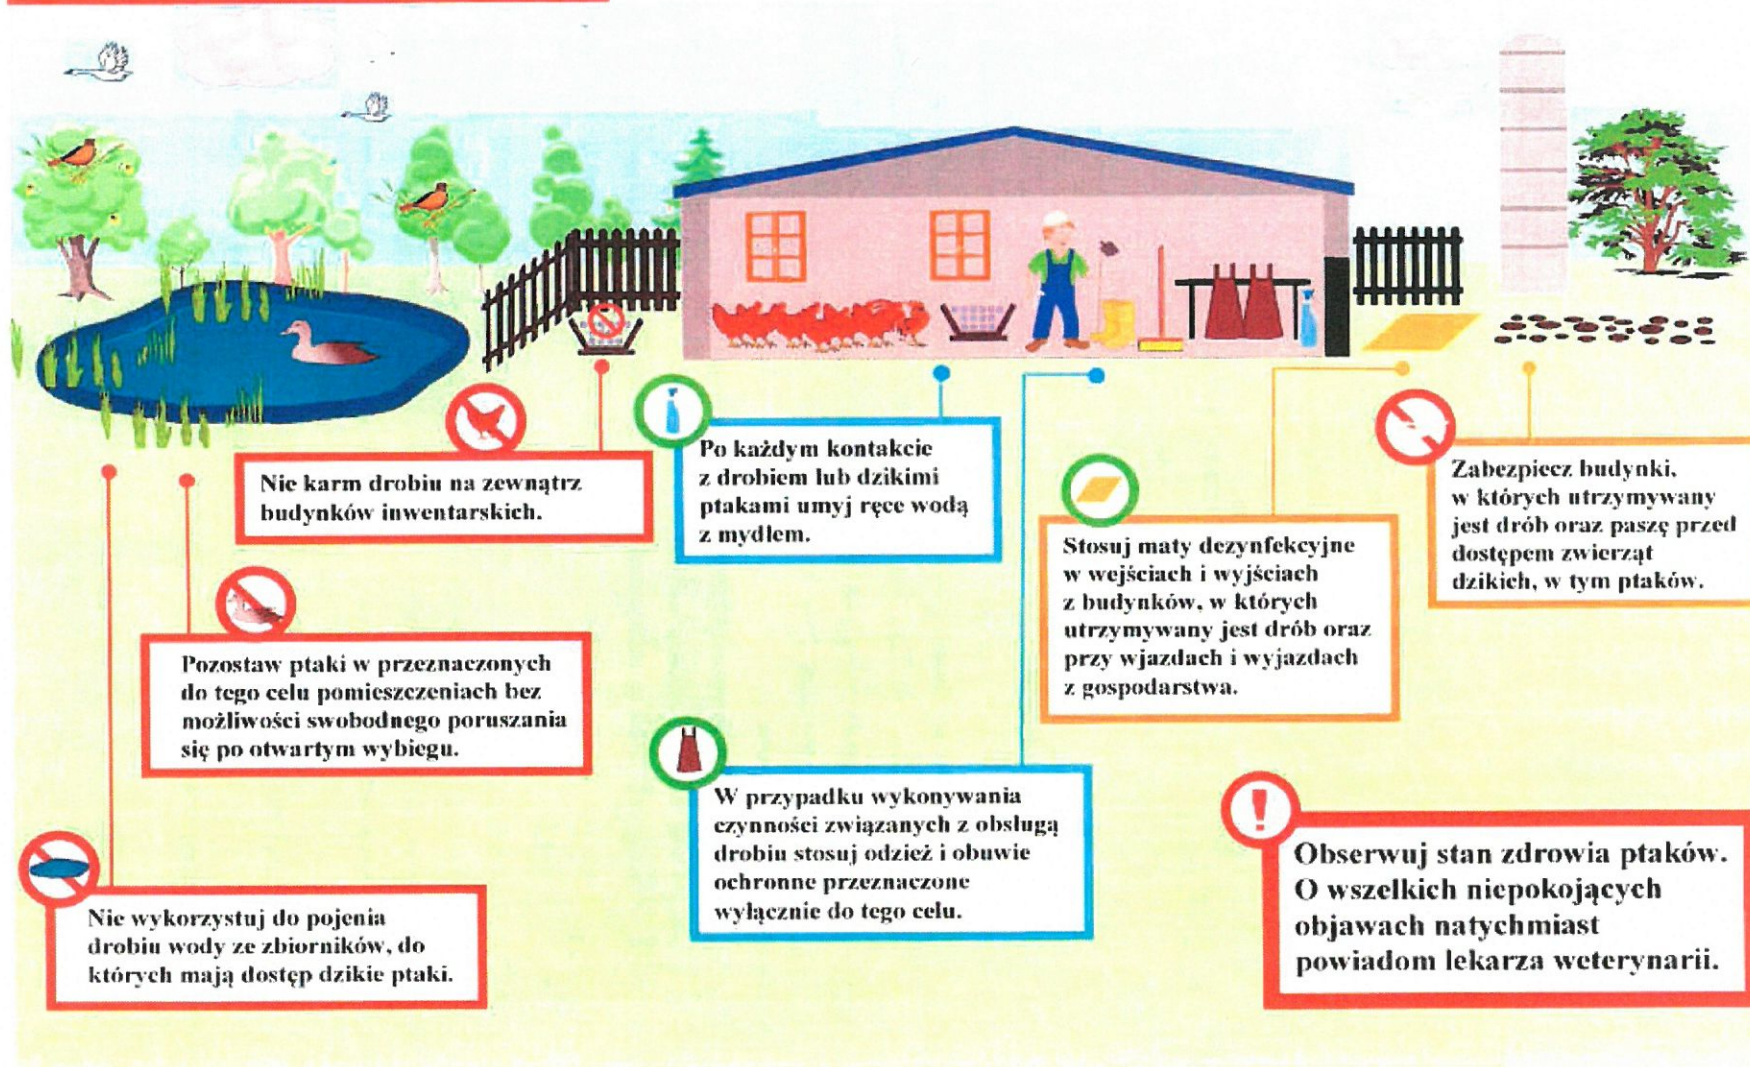 Nie karm drobiu na zewnątrz
budynków inwentarskich.
Po każdym kontakcie
z drobiem lub dzikimi
ptakami umyj ręce wodą
z mydłem.
Stosuj maty dezynfekcyjne
w wejściach i wyjściach
z budynków, w których
utrzymywany jest drób oraz
przy wjazdach i wyjazdach
z gospodarstwa.
Zabezpiecz budynki,
w których utrzymywany
jest drób oraz paszę przed
dostępem zwierząt
dzikich, w tym ptaków.
Pozostaw ptaki w przeznaczonych
do tego celu pomieszczeniach bez
możliwości swobodnego poruszania
się po otwartym wybiegu.
W przypadku wykonywania
czynności związanych z obsługą
drobiu stosuj odzież i obuwie
ochronne przeznaczone
wyłącznie do tego celu.
Nie wykorzystuj do pojenia
drobiu wody ze zbiorników, do
których mają dostęp dzikie ptaki.
Obserwuj stan zdrowia ptaków.
O wszelkich niepokojących
objawach natychmiast
powiadom lekarza weterynarii.